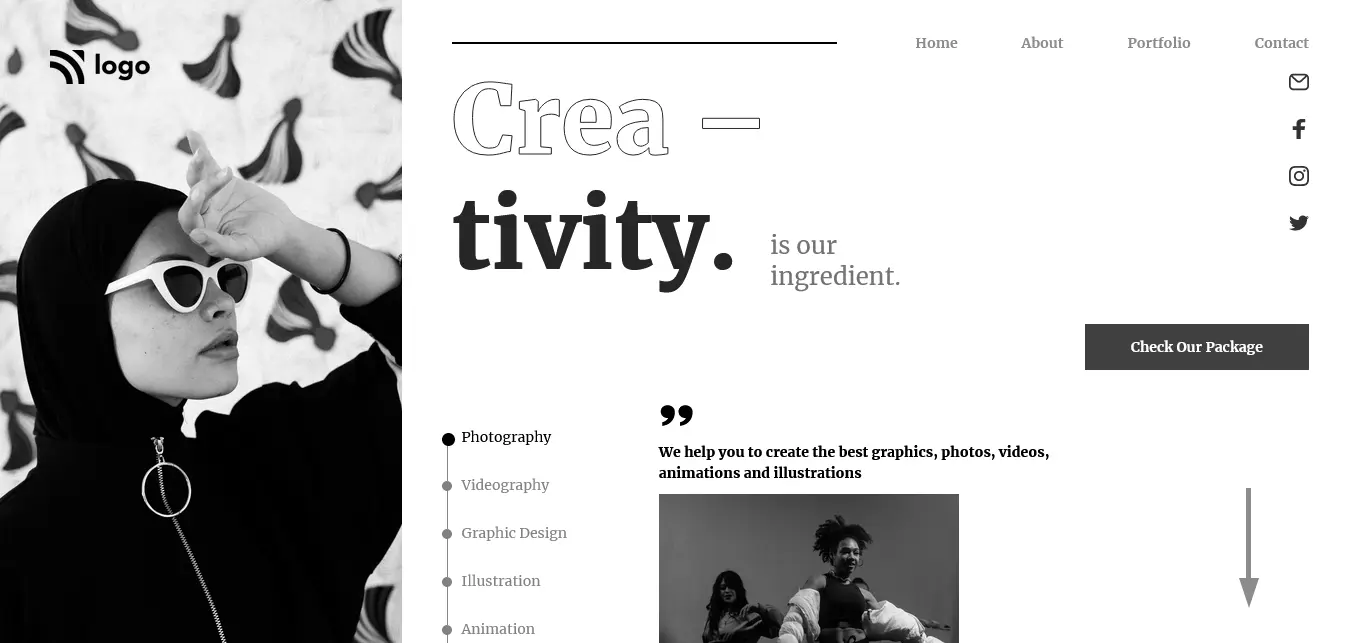 logo
Home About Portfolio Contact
Crea –
tivity.
is our
ingredient.
Check Our Package
Photography
Videography
Graphic Design
Illustration
Animation
”
We help you to create the best graphics, photos, videos,
animations and illustrations